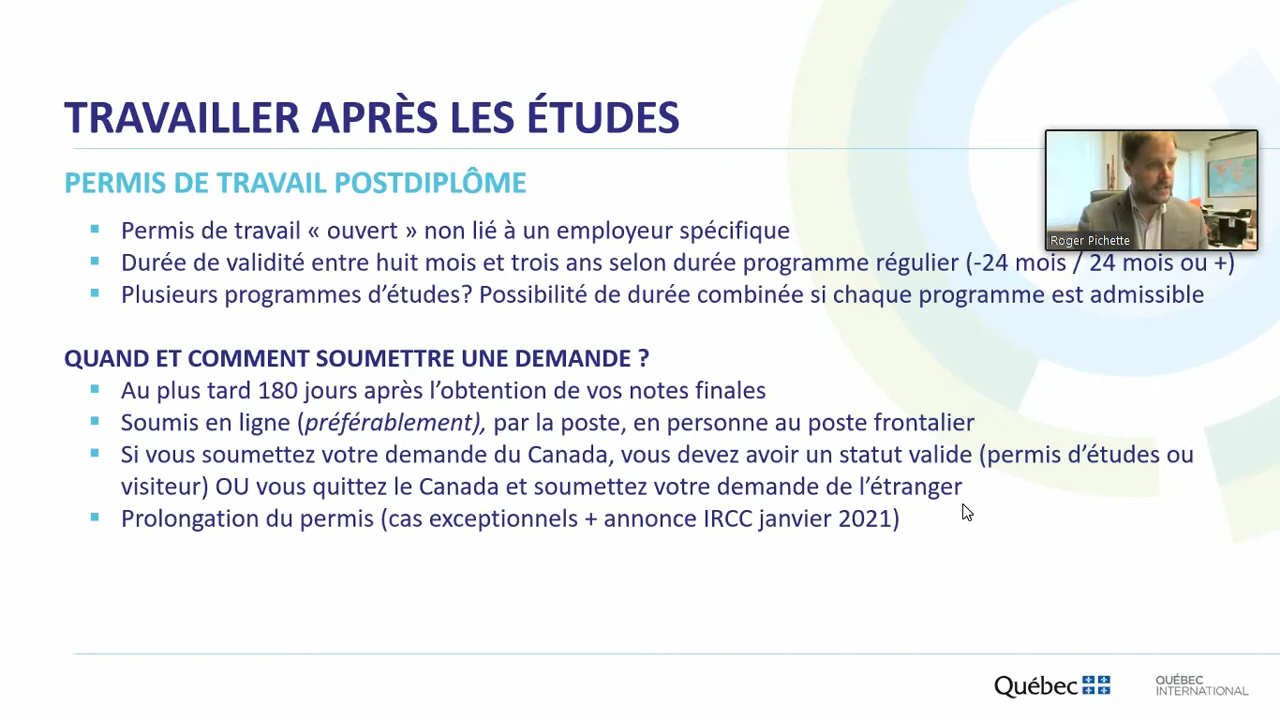 TRAVAILLER APRÈS LES ÉTUDES
PERMIS DE TRAVAIL POSTDIPLÔME
Permis de travail « ouvert » non lié à un employeur spécifique
Durée de validité entre huit mois et trois ans selon durée programme régulier (-24 mois / 24 mois ou +)
Plusieurs programmes d’études? Possibilité de durée combinée si chaque programme est admissible
Roger Pichette
QUAND ET COMMENT SOUMETTRE UNE DEMANDE ?
Au plus tard 180 jours après l’obtention de vos notes finales
Soumis en ligne (préférablement), par la poste, en personne au poste frontalier
Si vous soumettez votre demande du Canada, vous devez avoir un statut valide (permis d’études ou
visiteur) OU vous quittez le Canada et soumettez votre demande de l’étranger
Prolongation du permis (cas exceptionnels + annonce IRCC janvier 2021)
Québec
QUÉBEC
INTERNATIONAL